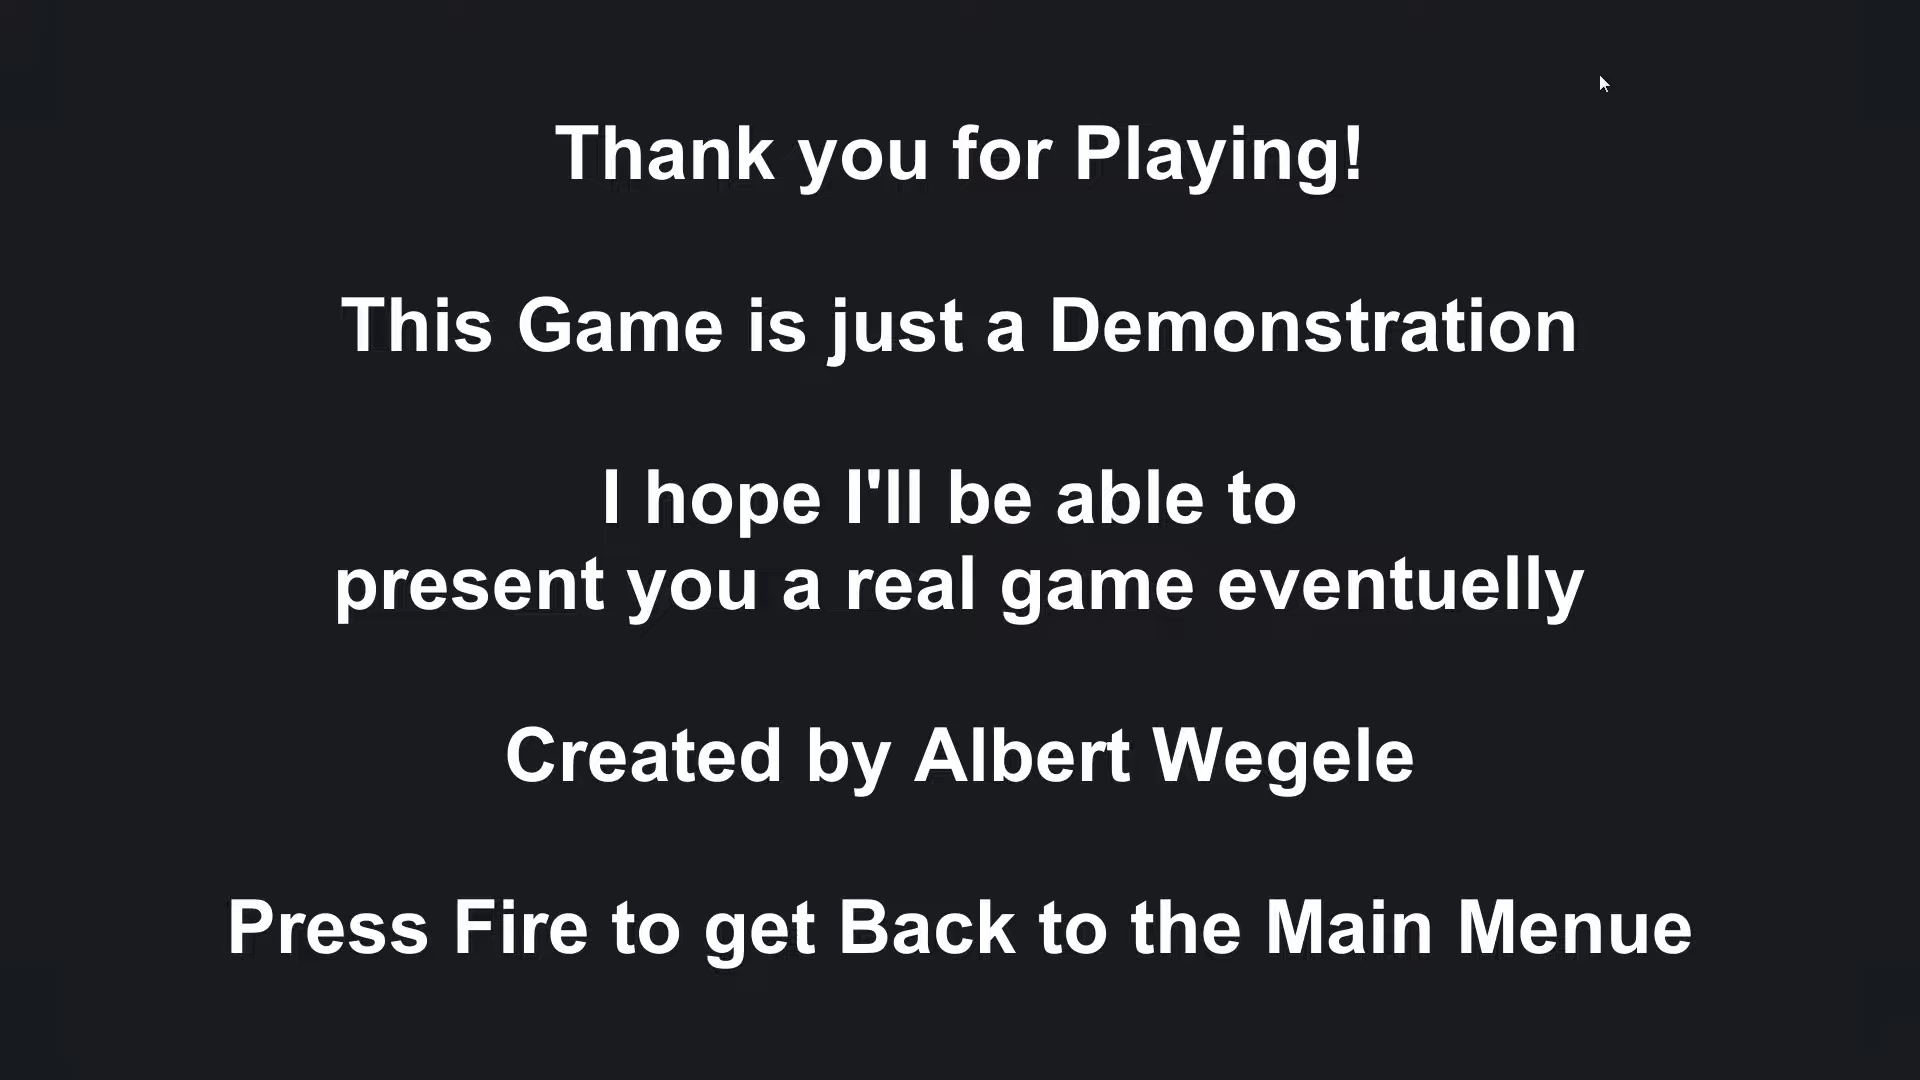 Thank you for Playing!
This Game is just a Demonstration
I hope I'll be able to
present you a real game eventuelly
Created by Albert Wegele
Press Fire to get Back to the Main Menue